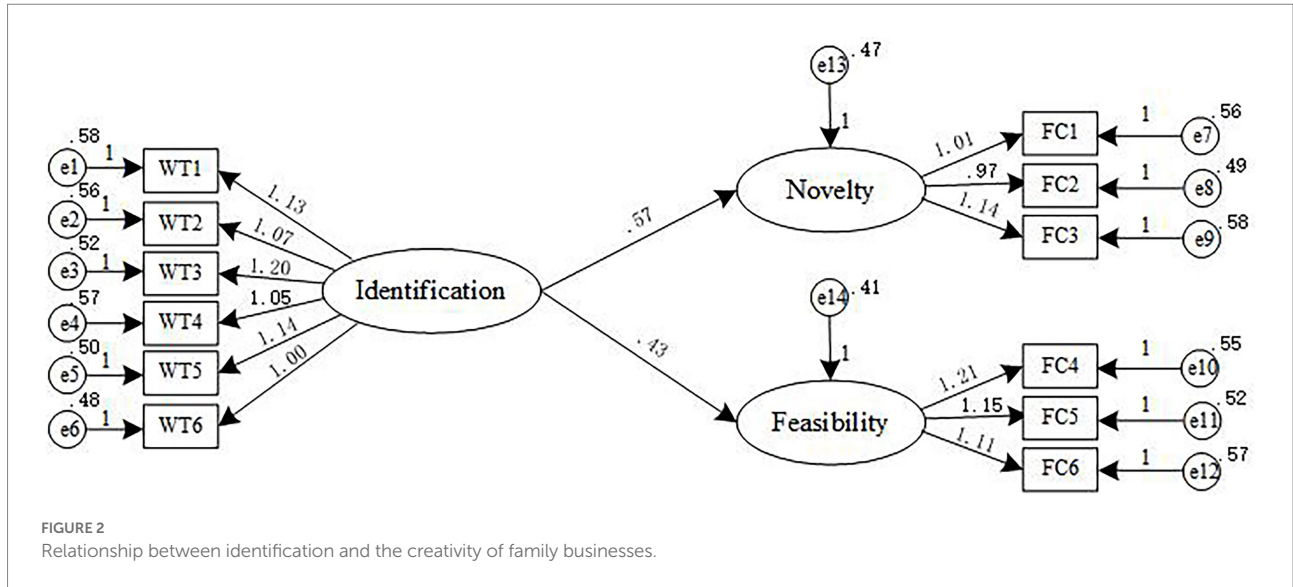 .47
e13
1
.58
e1
1
WT1
.56
e2
1
WT2
.52
e3
1
WT3
.57
e4
1
WT4
.50
e5
1
WT5
.48
e6
1
WT6
1.13
1.07
1.20
1.05
1.14
1.00
Identification
.57
.43
Novelty
1.01
.97
1.14
FC1
1
e7
.56
FC2
1
e8
.49
FC3
1
e9
.58
e14
.41
1
Feasibility
1.21
1.15
1.11
FC4
1
e10
.55
FC5
1
e11
.52
FC6
1
e12
.57
FIGURE 2
Relationship between identification and the creativity of family businesses.